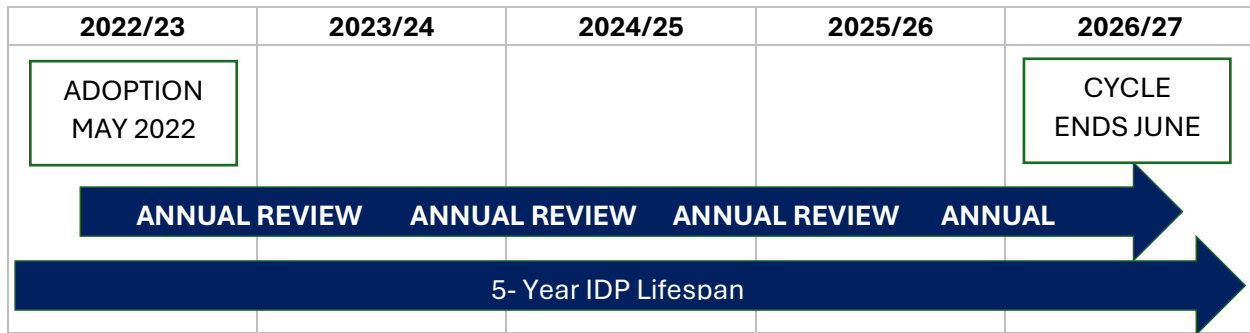 2022/23 2023/24 2024/25 2025/26 2026/27
ADOPTION
MAY 2022
CYCLE
ENDS JUNE
ANNUAL REVIEW ANNUAL REVIEW ANNUAL REVIEW ANNUAL
5- Year IDP Lifespan